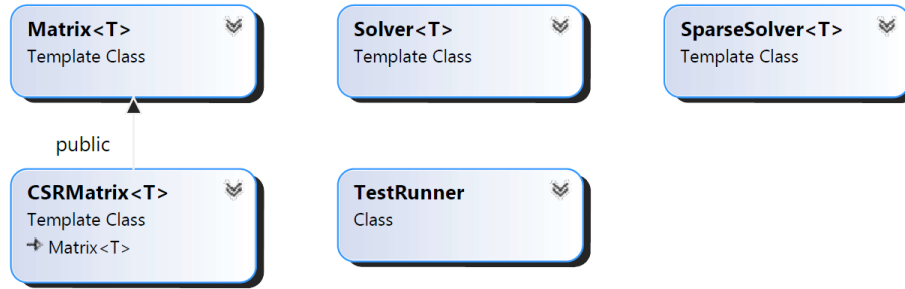 Matrix<T>
Template Class
Solver<T>
Template Class
SparseSolver<T>
Template Class
public
CSRMatrix<T>
Template Class
Matrix<T>
TestRunner
Class